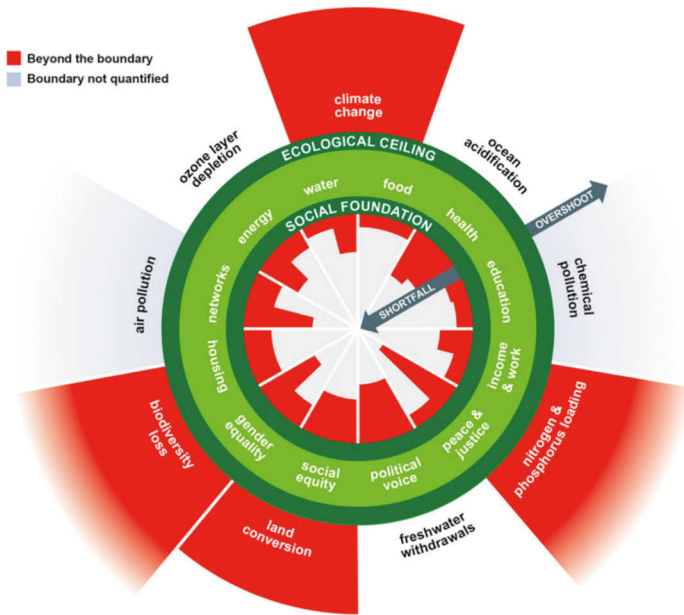 Beyond the boundary
Boundary not quantified
climate
change
ozone layer
depletion
ocean
acidification
ECOLOGICAL CEILING
water
food
energy
health
SOCIAL FOUNDATION
OVERSHOOT
SHORTFALL
air pollution
networks
education
chemical
pollution
housing
income
& work
biodiversity
loss
gender
equality
social
equity
political
voice
peace &
justice
nitrogen &
phosphorus loading
land
conversion
freshwater
withdrawals